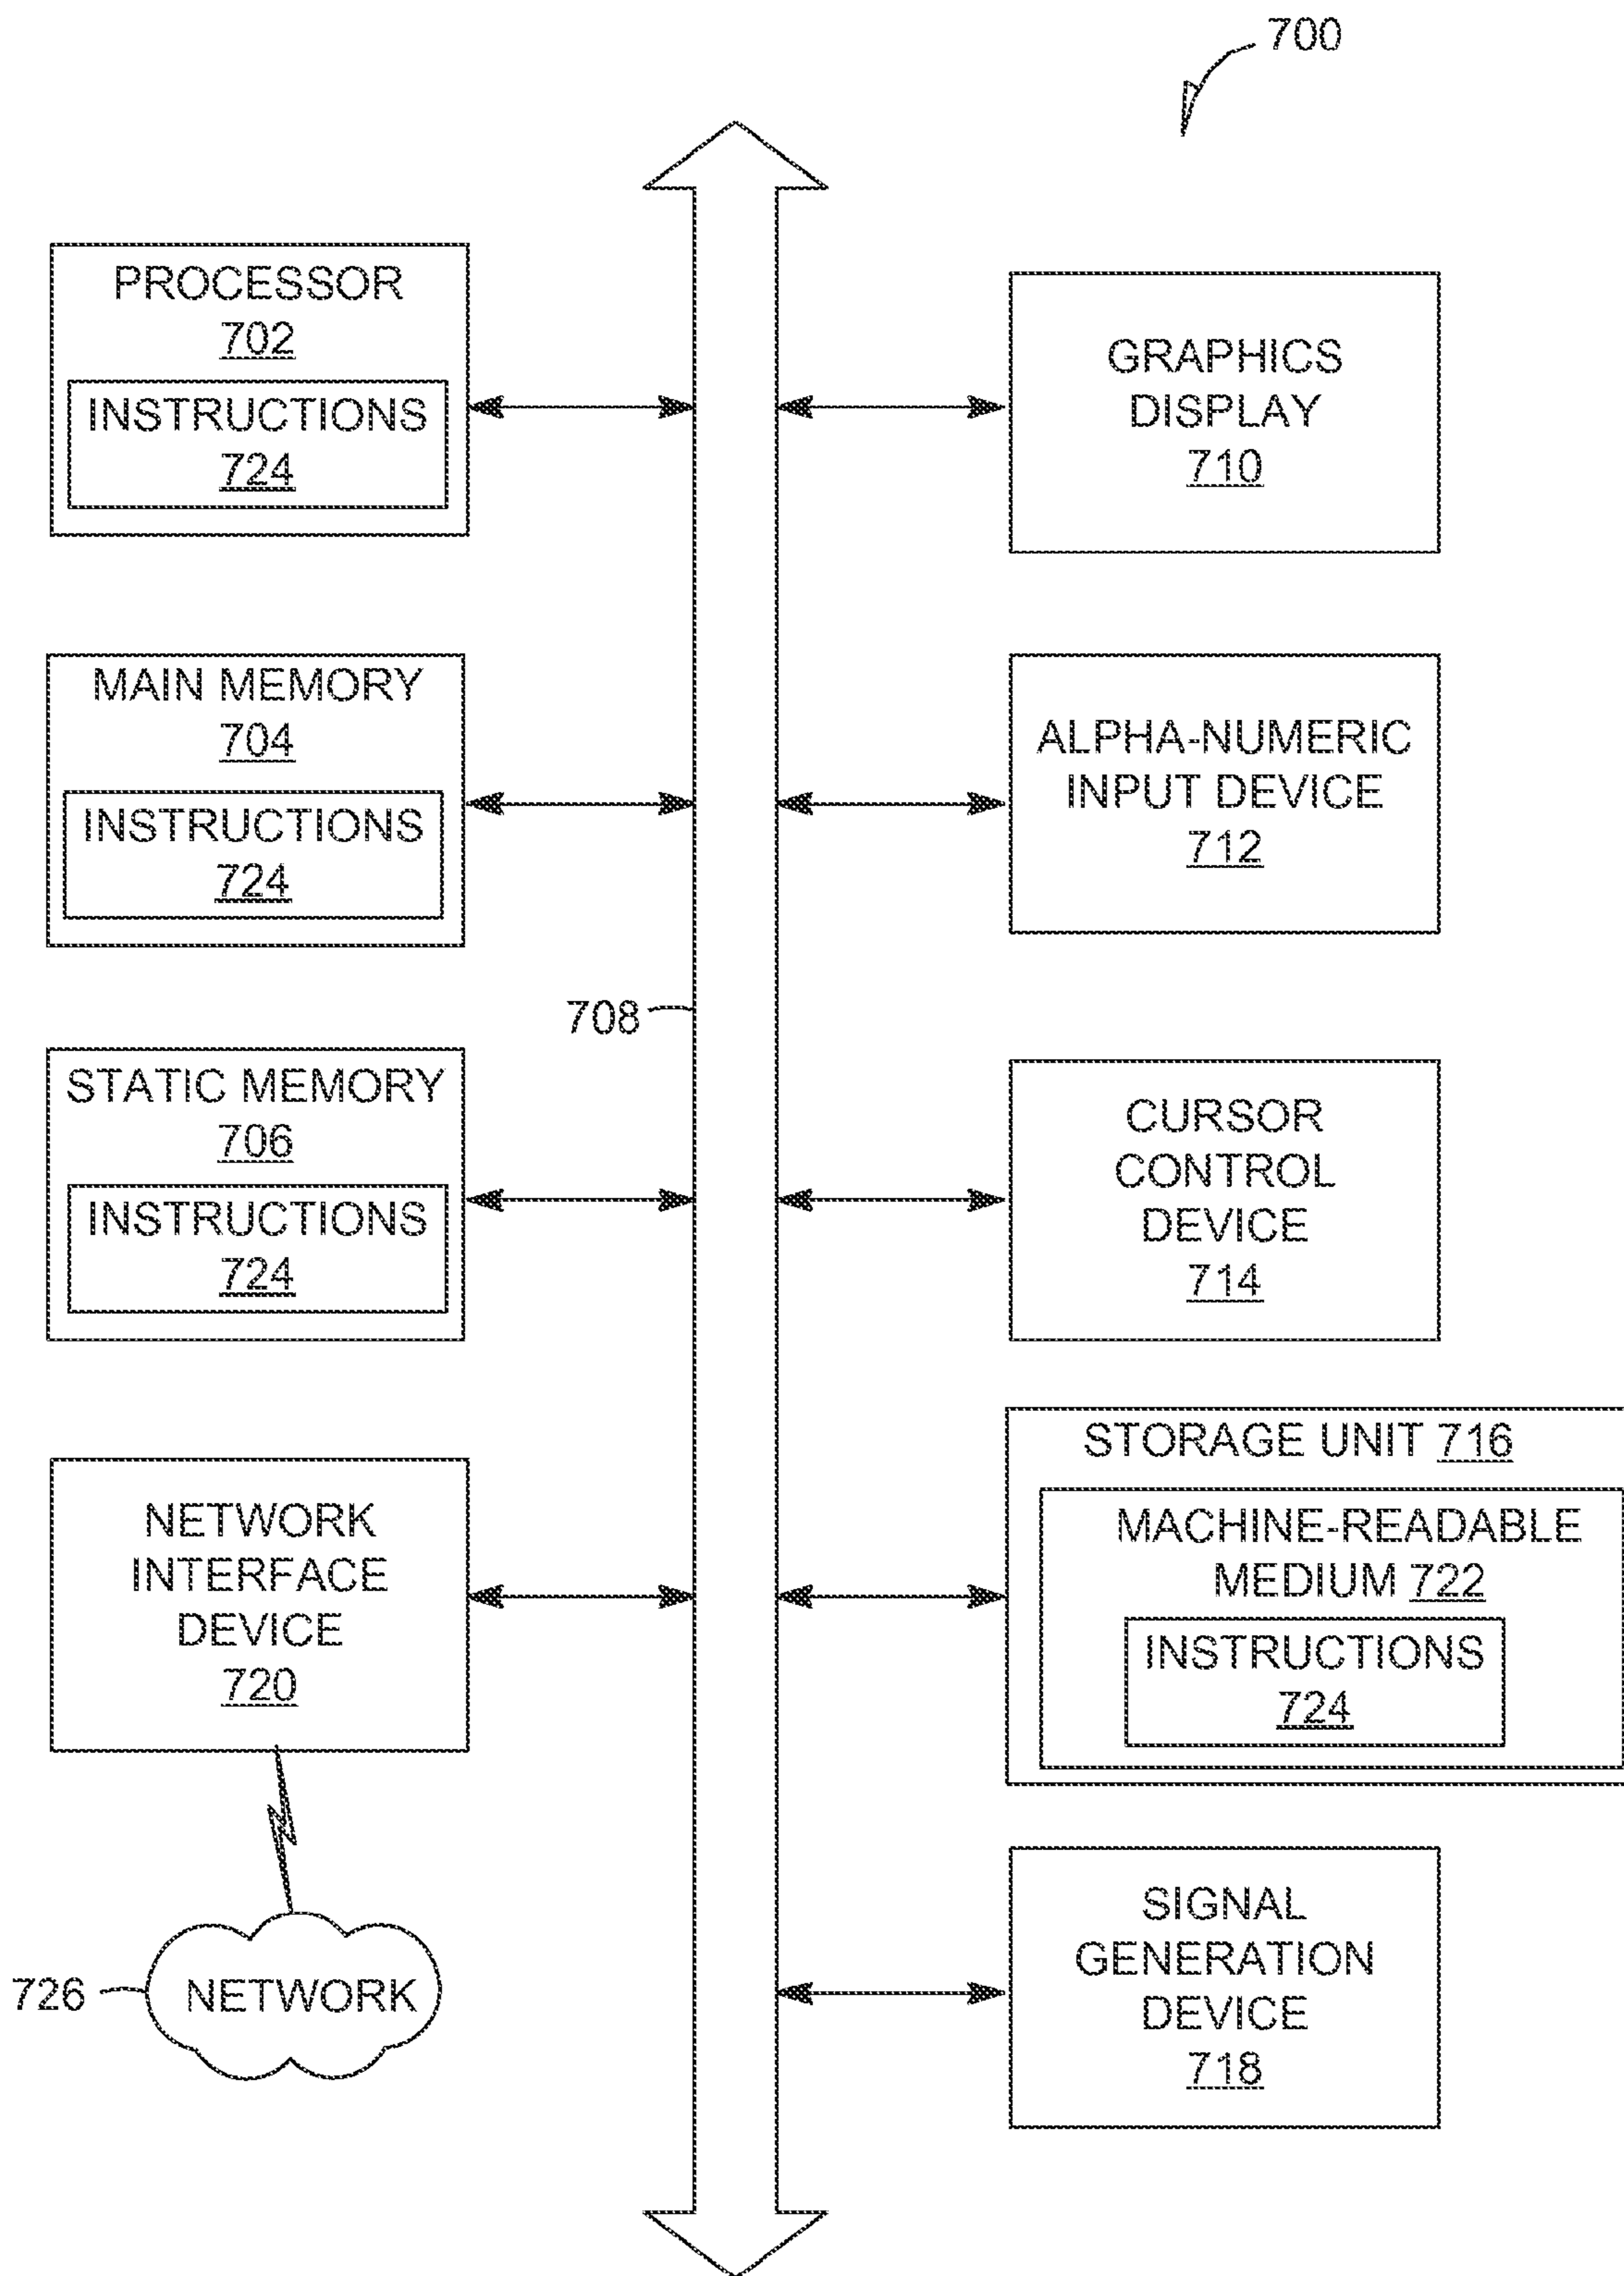 700
PROCESSOR
702
INSTRUCTIONS
724
GRAPHICS
DISPLAY
710
MAIN MEMORY
704
INSTRUCTIONS
724
ALPHA-NUMERIC
INPUT DEVICE
712
708
STATIC MEMORY
706
INSTRUCTIONS
724
CURSOR
CONTROL
DEVICE
714
NETWORK
INTERFACE
DEVICE
720
STORAGE UNIT 716
MACHINE-READABLE
MEDIUM 722
INSTRUCTIONS
724
726
NETWORK
SIGNAL
GENERATION
DEVICE
718